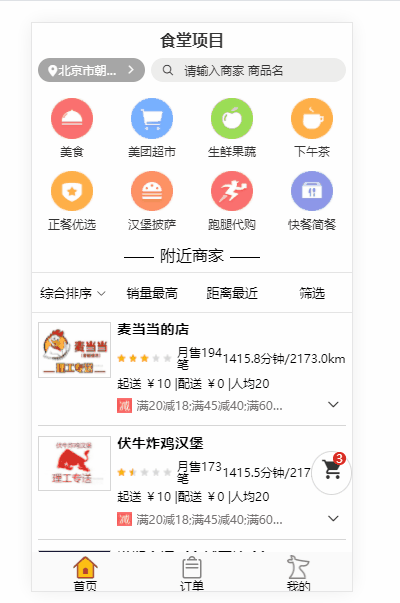 食堂项目
北京市朝... 请输入商家 商品名
美食 美团超市 生鲜果蔬 下午茶
正餐优选 汉堡披萨 跑腿代购 快餐简餐
附近商家
综合排序 销量最高 距离最近 筛选
麦当当的店
麦当当
理工专送
月售194笔 1415.8分钟/2173.0km
起送 ￥10 |配送 ￥0 |人均20
减 满20减18;满45减40;满60...
伏牛炸鸡汉堡
伏牛炸鸡汉堡
理工专送
月售173笔 1415.5分钟/217
3
起送 ￥10 |配送 ￥0 |人均20
减 满20减18;满45减40;满60...
首页 订单 我的